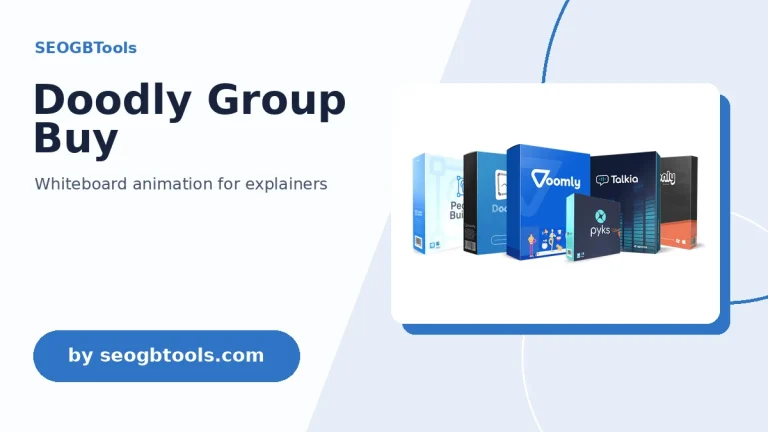 SEOGBTools
Doodly Group
Buy
Whiteboard animation for explainers
Voomly
Talkia
pyks
by seogbtools.com